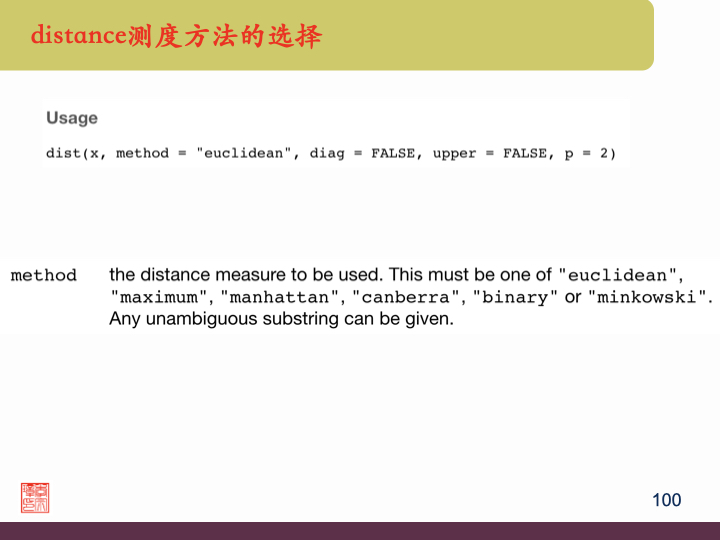 distance测度方法的选择
Usage
dist(x, method = "euclidean", diag = FALSE, upper = FALSE, p = 2)
method the distance measure to be used. This must be one of "euclidean",
"maximum", "manhattan", "canberra", "binary" or "minkowski".
Any unambiguous substring can be given.
100